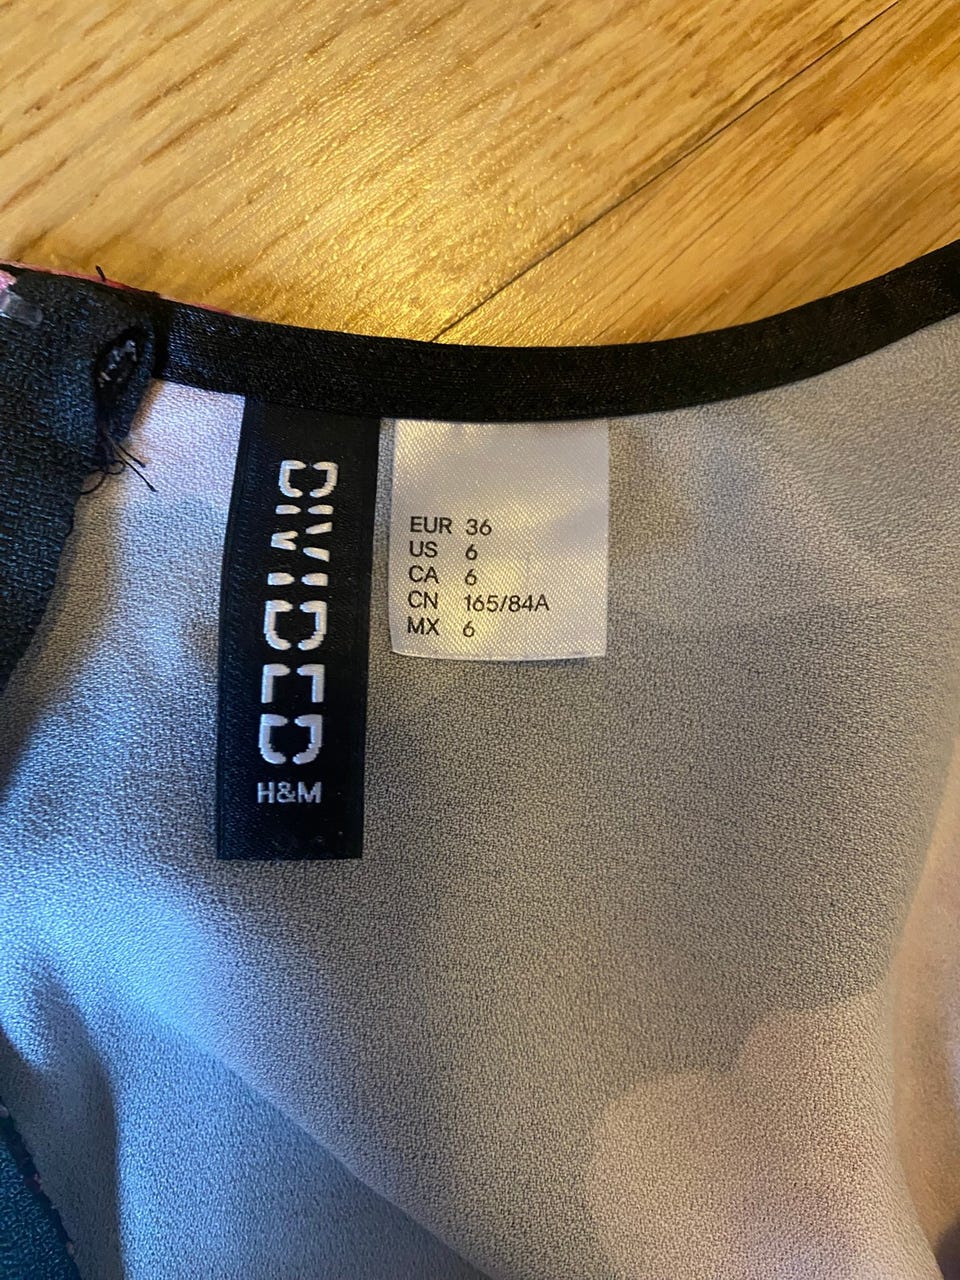 DIVIDED
H&M
EUR 36
US 6
CA 6
CN 165/84A
MX 6